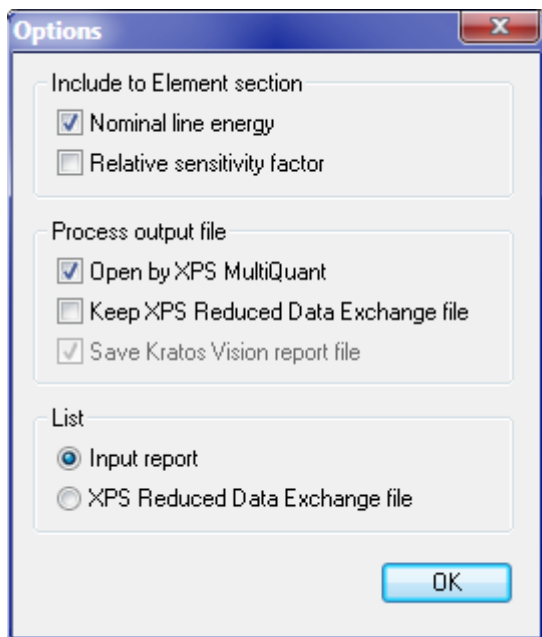 Options
Include to Element section
Nominal line energy
Relative sensitivity factor
Process output file
Open by XPS MultiQuant
Keep XPS Reduced Data Exchange file
Save Kratos Vision report file
List
Input report
XPS Reduced Data Exchange file
OK